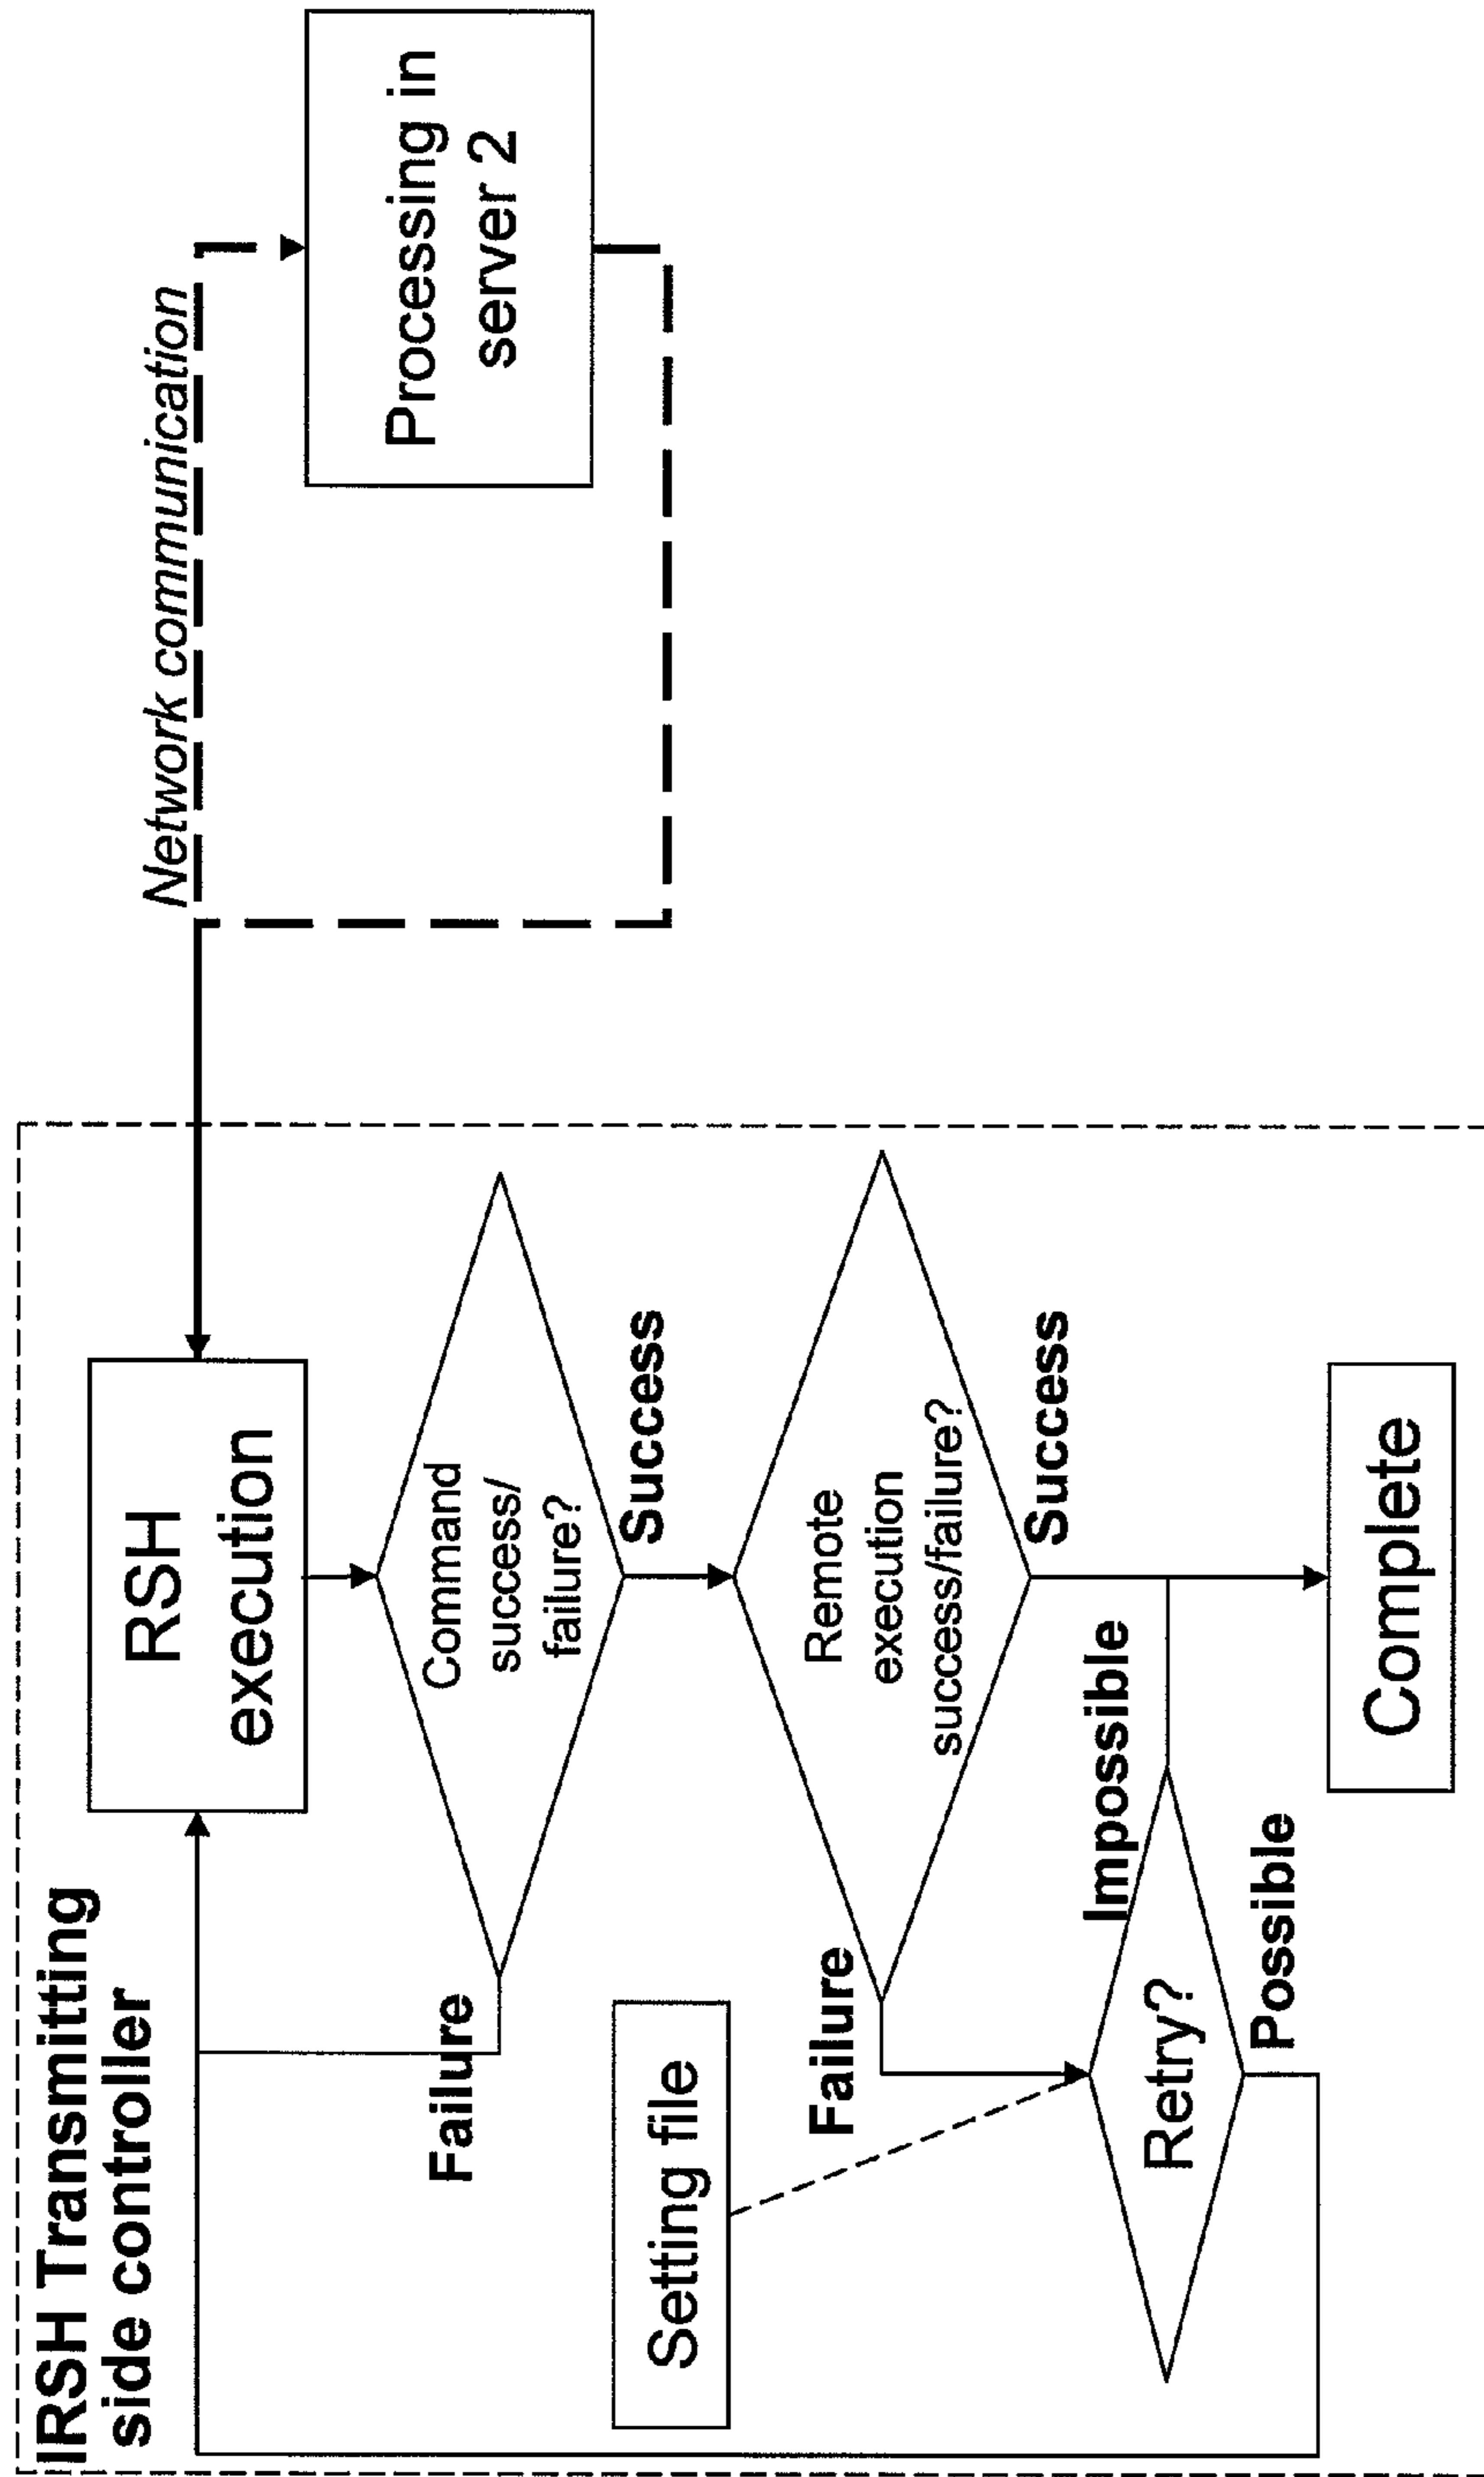 IRSH Transmitting
side controller
RSH
execution
Network communication
Processing in
server 2
Command
success/
failure?
Failure
Success
Setting file
Remote
execution
success/failure?
Failure
Success
Retry?
Impossible
Possible
Complete